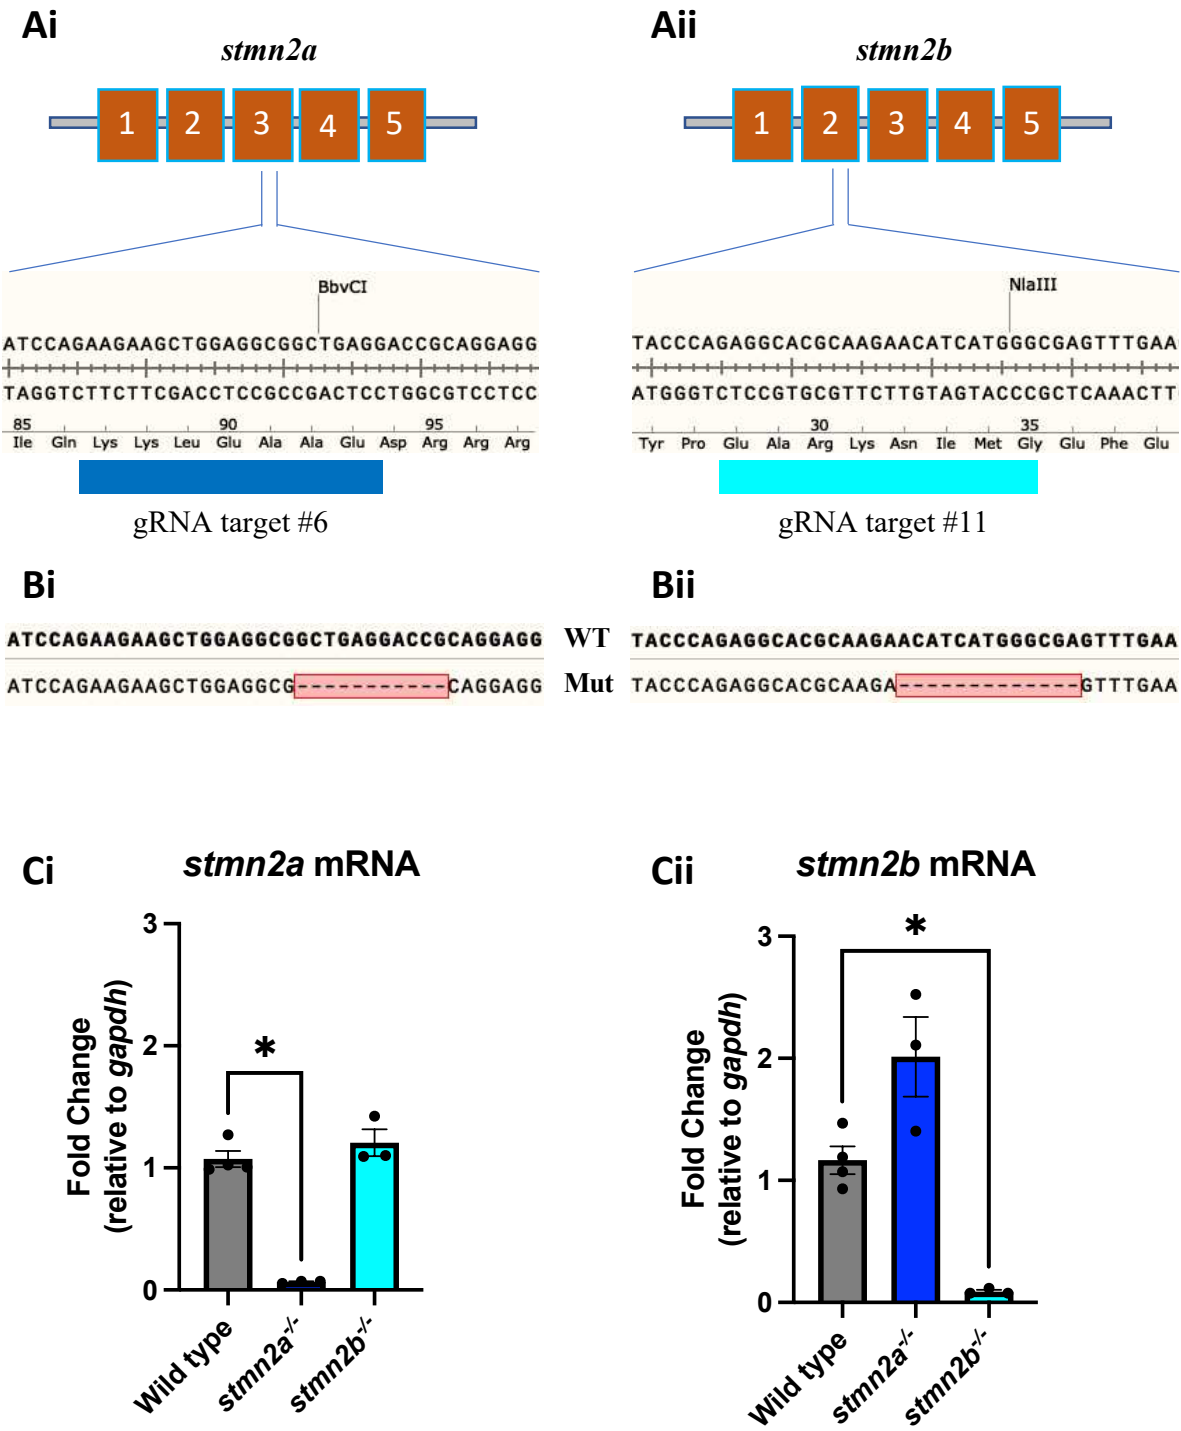 Ai
Aii
stmn2a
stmn2b
1 2 3 4 5
1 2 3 4 5
BbvCI
NlaIII
ATCCAGAAGAAGCTGGAGGCGGCTGAGGACCGCAGGAGG
TACCCAGAGGCACGCAAGAACATCATGGGCGAGTTTGAA
TAGGTCTTCTTCGACCTCCGCCGACTCCTGGCGTCCTCC
ATGGGTCTCCGTGCGTTCTTGTAGTACCCGCTCAAACTT
85 90 95
30 35
Ile Gln Lys Lys Leu Glu Ala Ala Glu Asp Arg Arg Arg
Tyr Pro Glu Ala Arg Lys Asn Ile Met Gly Glu Phe Glu
gRNA target #6
gRNA target #11
Bi
Bii
ATCCAGAAGAAGCTGGAGGCGGCTGAGGACCGCAGGAGG
WT
TACCCAGAGGCACGCAAGAACATCATGGGCGAGTTTGAA
ATCCAGAAGAAGCTGGAGGCG-----------CAGGAGG
Mut
TACCCAGAGGCACGCAAGA-------------GTTTGAA
Ci
stmn2a mRNA
Fold Change
(relative to gapdh)
3
2
1
0
*
Wild type
stmn2a-/-
stmn2b-/-
Cii
stmn2b mRNA
Fold Change
(relative to gapdh)
3
2
1
0
*
Wild type
stmn2a-/-
stmn2b-/-